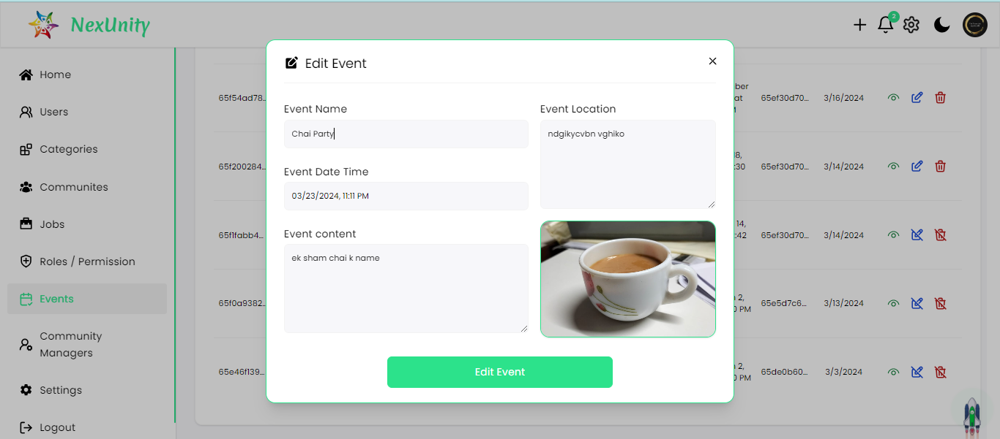 NexUnity
2
Home
Users
Categories
Communites
Jobs
Roles / Permission
Events
Community
Managers
Settings
Logout
Edit Event
Event Name
Chai Party
Event Date Time
03/23/2024, 11:11 PM
Event content
ek sham chai k name
Event Location
ndgikycvbn vghiko
Edit Event
65f54ad78... ber
at 65ef30d70... 3/16/2024
65f200284... 8,
:30 65ef30d70... 3/14/2024
65f1fabb4... 14,
:42 65ef30d70... 3/14/2024
65f0a9382... 2,
0 PM 65e5d7c6... 3/13/2024
65e46f139... 2,
0 PM 65de0b60... 3/3/2024